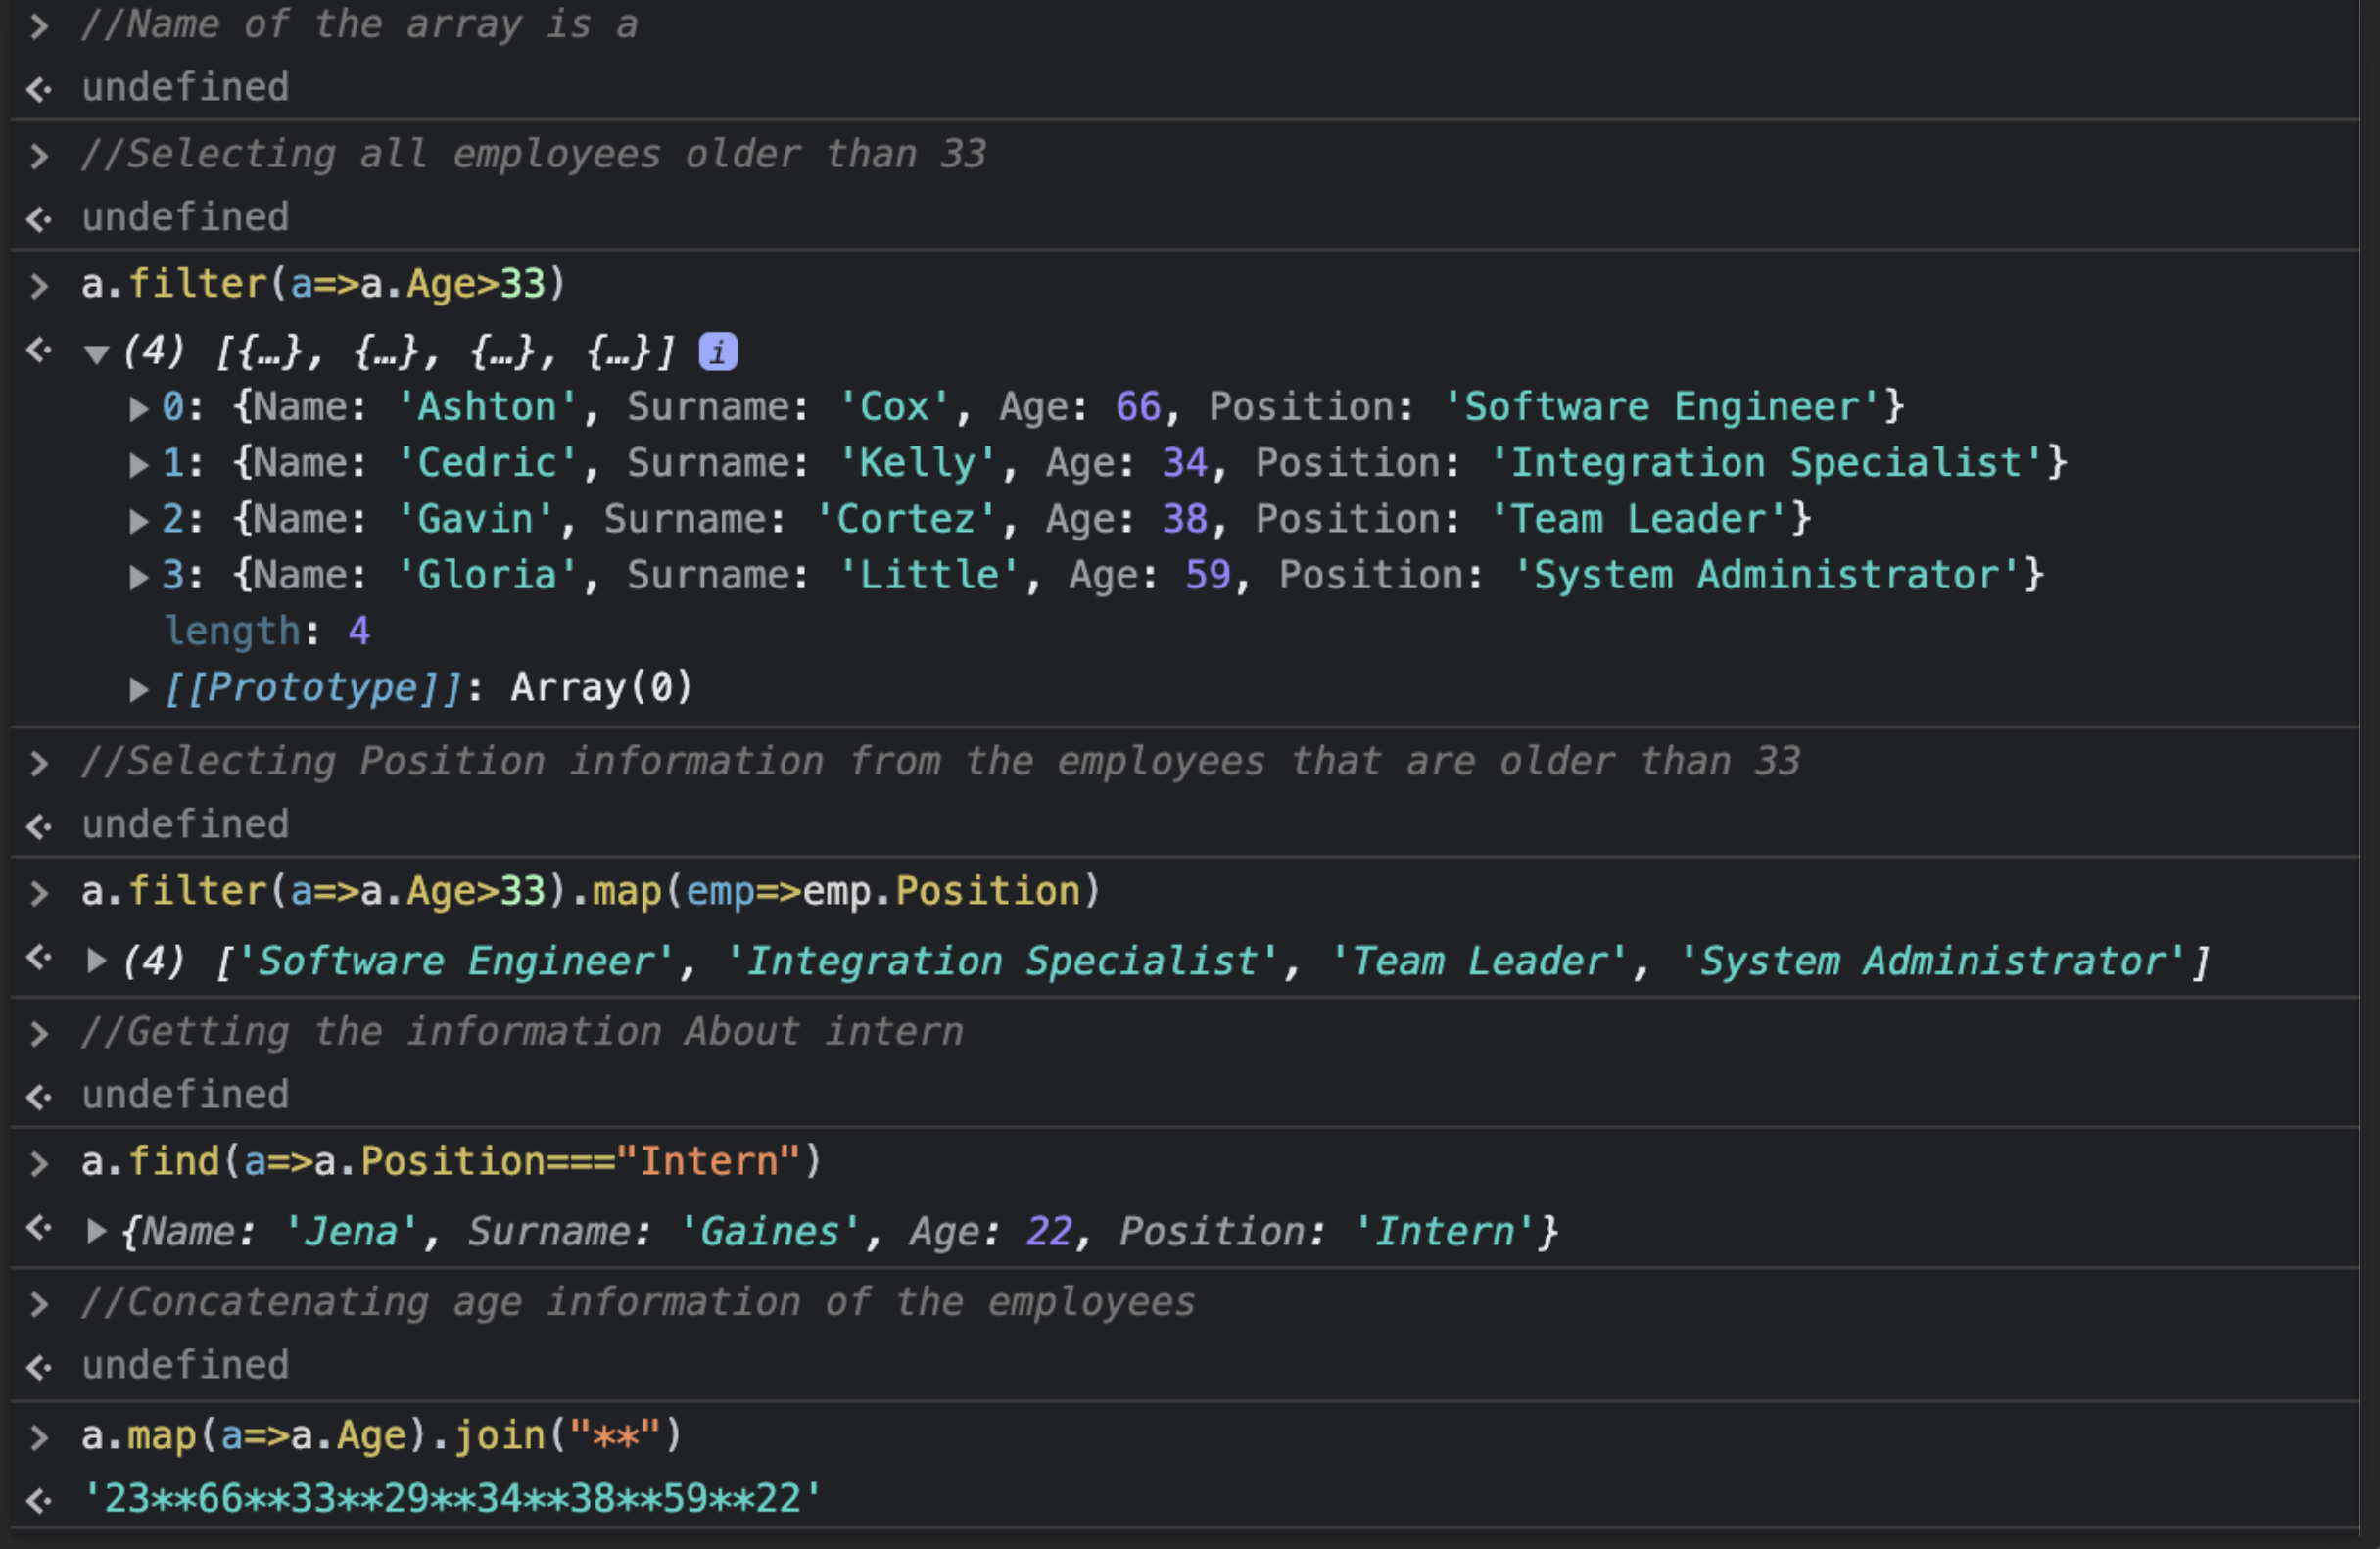 > //Name of the array is a
undefined
> //Selecting all employees older than 33
undefined
> a.filter(a=>a.Age>33)
(4) [{…}, {…}, {…}, {…}] i
0: {Name: 'Ashton', Surname: 'Cox', Age: 66, Position: 'Software Engineer'}
1: {Name: 'Cedric', Surname: 'Kelly', Age: 34, Position: 'Integration Specialist'}
2: {Name: 'Gavin', Surname: 'Cortez', Age: 38, Position: 'Team Leader'}
3: {Name: 'Gloria', Surname: 'Little', Age: 59, Position: 'System Administrator'}
length: 4
[[Prototype]]: Array(0)
> //Selecting Position information from the employees that are older than 33
undefined
> a.filter(a=>a.Age>33).map(emp=>emp.Position)
(4) ['Software Engineer', 'Integration Specialist', 'Team Leader', 'System Administrator']
> //Getting the information About intern
undefined
> a.find(a=>a.Position==="Intern")
{Name: 'Jena', Surname: 'Gaines', Age: 22, Position: 'Intern'}
> //Concatenating age information of the employees
undefined
> a.map(a=>a.Age).join("**")
'23**66**33**29**34**38**59**22'